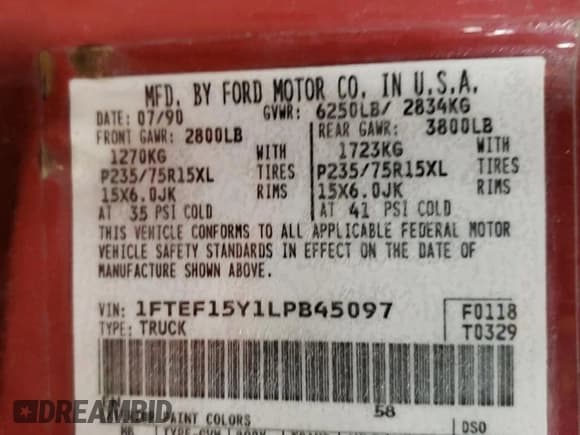 MFD. BY FORD MOTOR CO. IN U.S.A.
DATE: 07/90 GVWR: 6250LB/ 2834KG
FRONT GAWR: 2800LB REAR GAWR: 3800LB
1270KG WITH 1723KG WITH
P235/75R15XL TIRES P235/75R15XL TIRES
15X6.0JK RIMS 15X6.0JK RIMS
AT 35 PSI COLD AT 41 PSI COLD
THIS VEHICLE CONFORMS TO ALL APPLICABLE FEDERAL MOTOR
VEHICLE SAFETY STANDARDS IN EFFECT ON THE DATE OF
MANUFACTURE SHOWN ABOVE.
VIN: 1FTEF15Y1LPB45097 F0118
TYPE: TRUCK T0329
58
PAINT COLORS DSO
DREAMBID